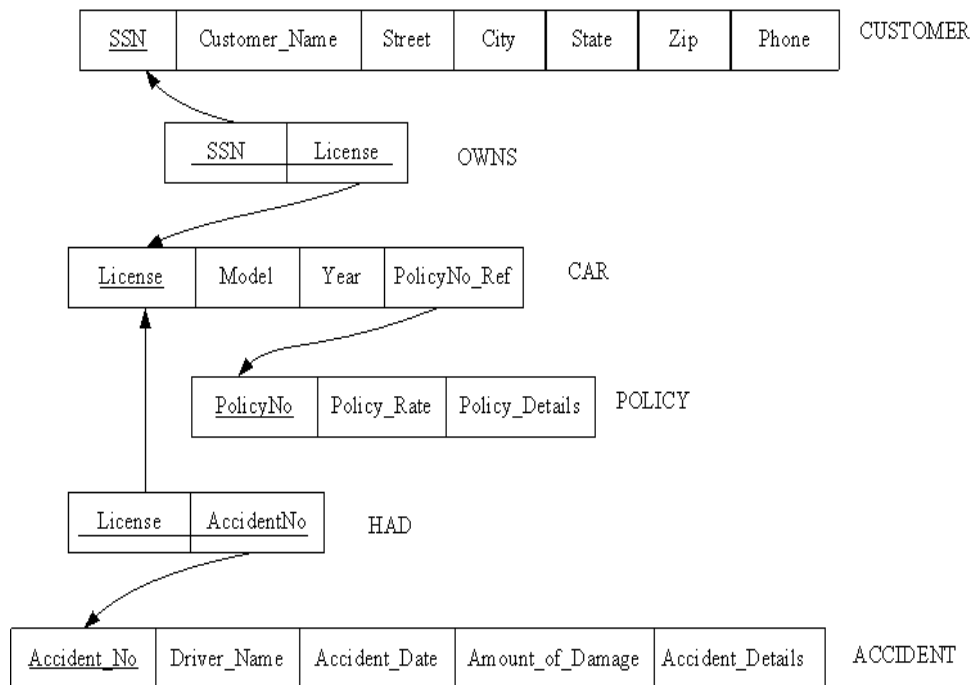 SSN Customer_Name Street City State Zip Phone CUSTOMER
SSN License OWNS
License Model Year PolicyNo_Ref CAR
PolicyNo Policy_Rate Policy_Details POLICY
License AccidentNo HAD
Accident_No Driver_Name Accident_Date Amount_of_Damage Accident_Details ACCIDENT